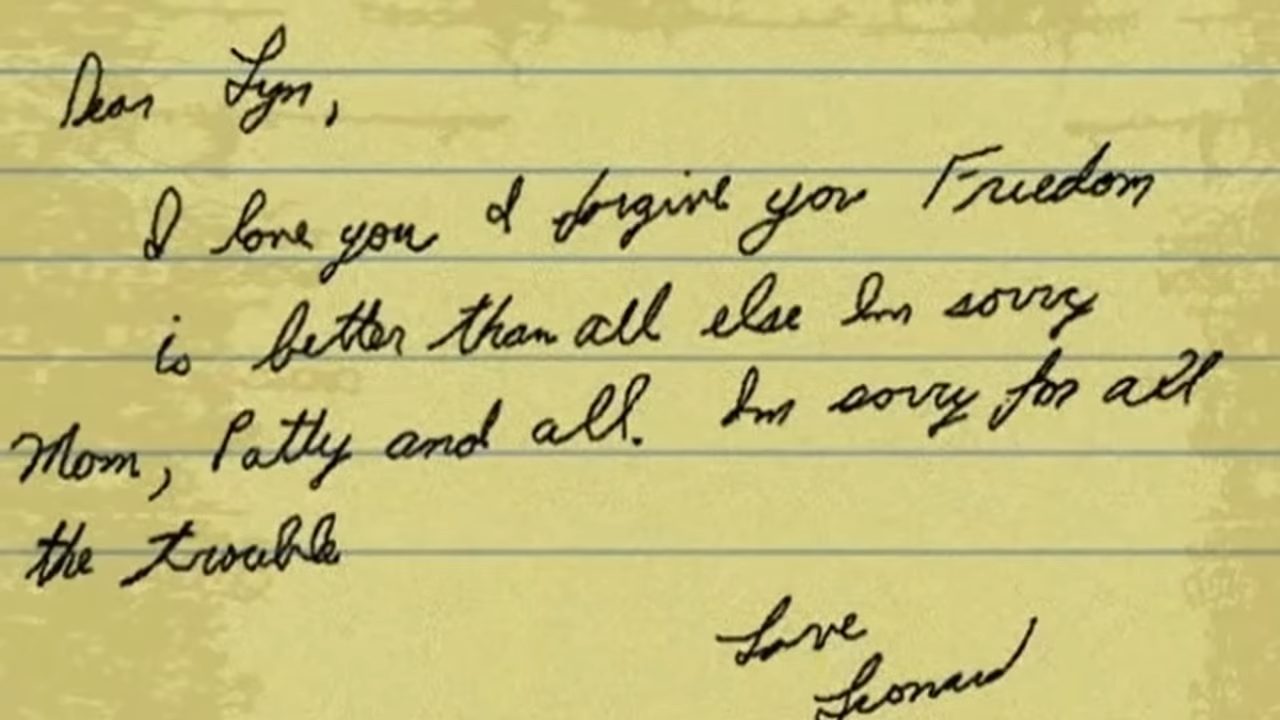 Dear Lyn,
I love you I forgive you Freedom
is better than all else Im sorry
Mom, Patty and all. Im sorry for all
the trouble
Love
Leonard